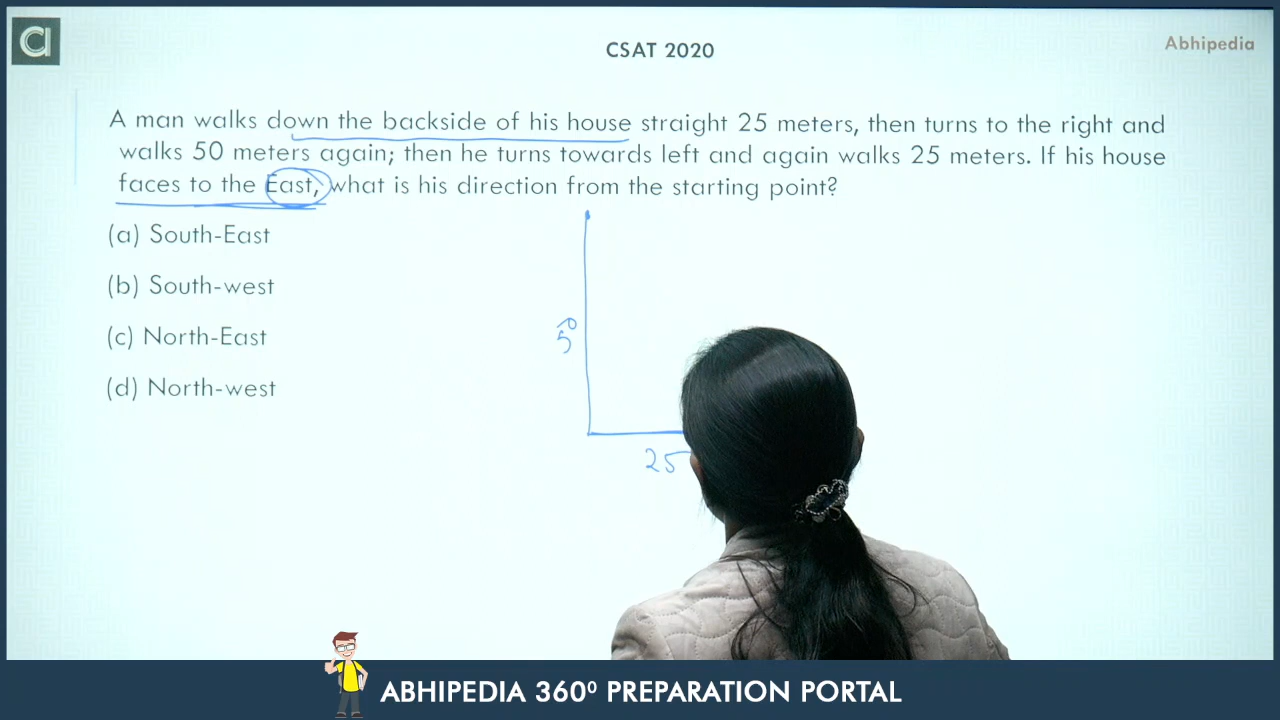 CSAT 2020
Abhipedia
A man walks down the backside of his house straight 25 meters, then turns to the right and
walks 50 meters again; then he turns towards left and again walks 25 meters. If his house
faces to the East, what is his direction from the starting point?
(a) South-East
(b) South-west
(c) North-East
(d) North-west
50
25
ABHIPEDIA 360⁰ PREPARATION PORTAL